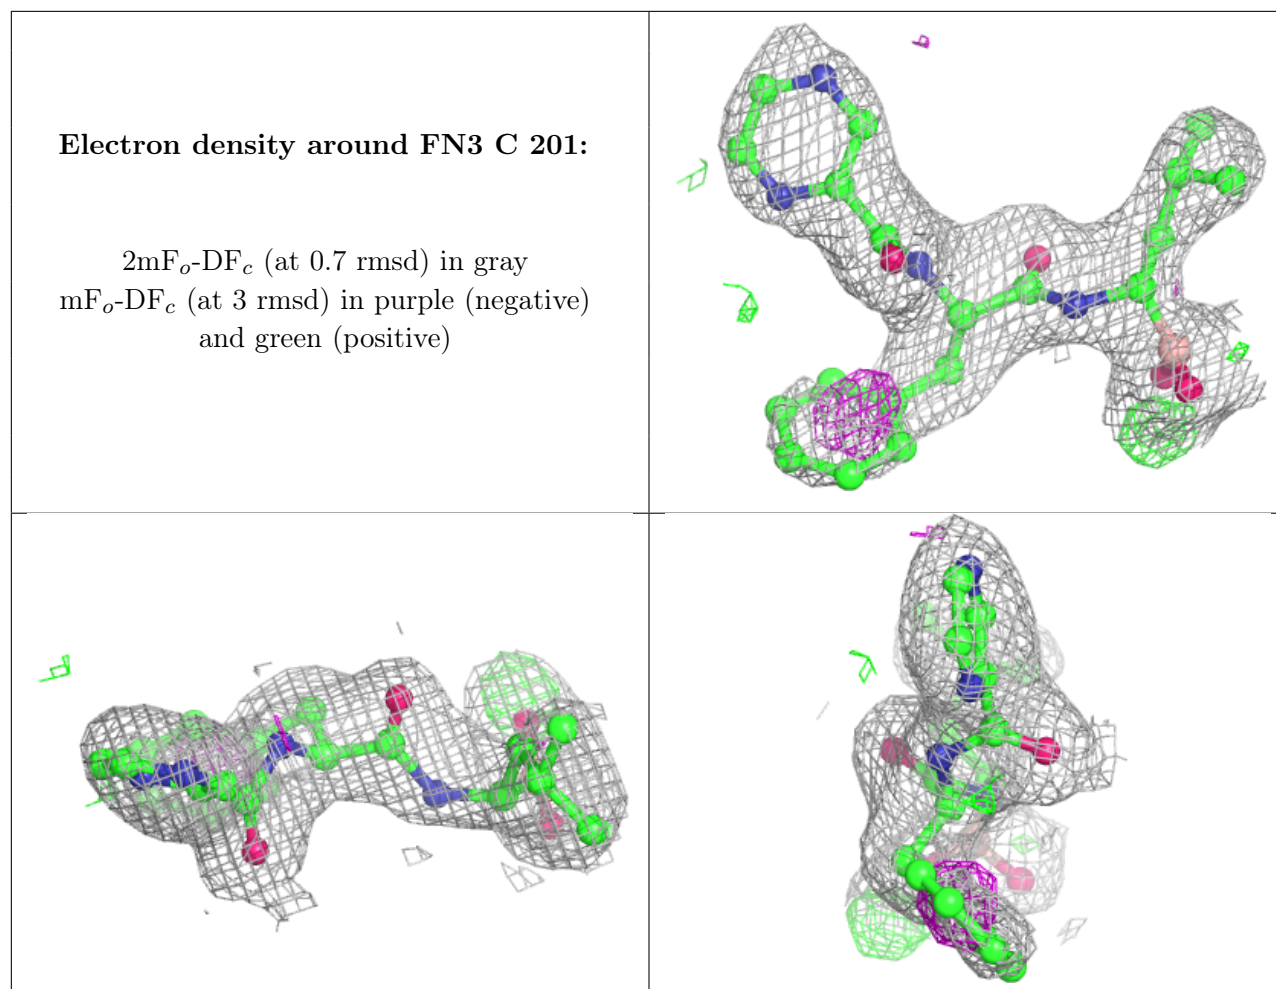 Electron density around FN3 C 201:
2mFo-DFc (at 0.7 rmsd) in gray
mFo-DFc (at 3 rmsd) in purple (negative)
and green (positive)